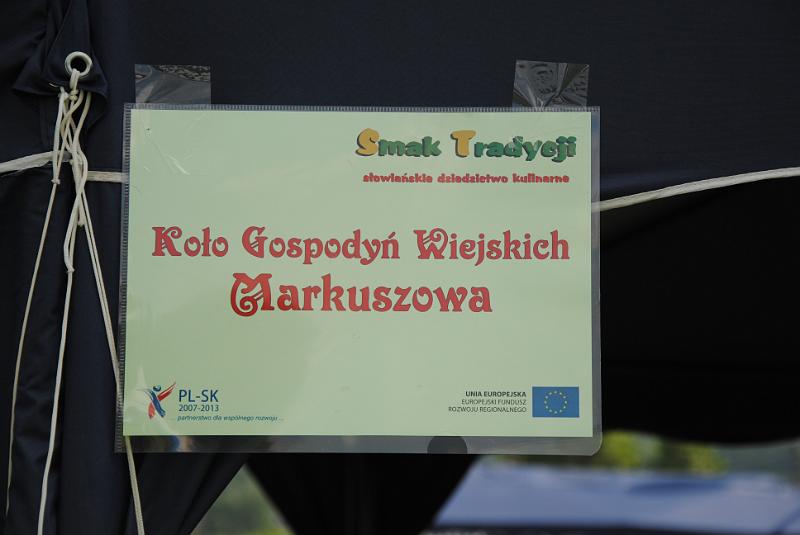 Smak Tradycji
słowiańskie dziedzictwo kulinarne
Koło Gospodyń Wiejskich
Markuszowa
PL-SK
2007-2013
partnerstwo dla wspólnego rozwoju ...
UNIA EUROPEJSKA
EUROPEJSKI FUNDUSZ
ROZWOJU REGIONALNEGO